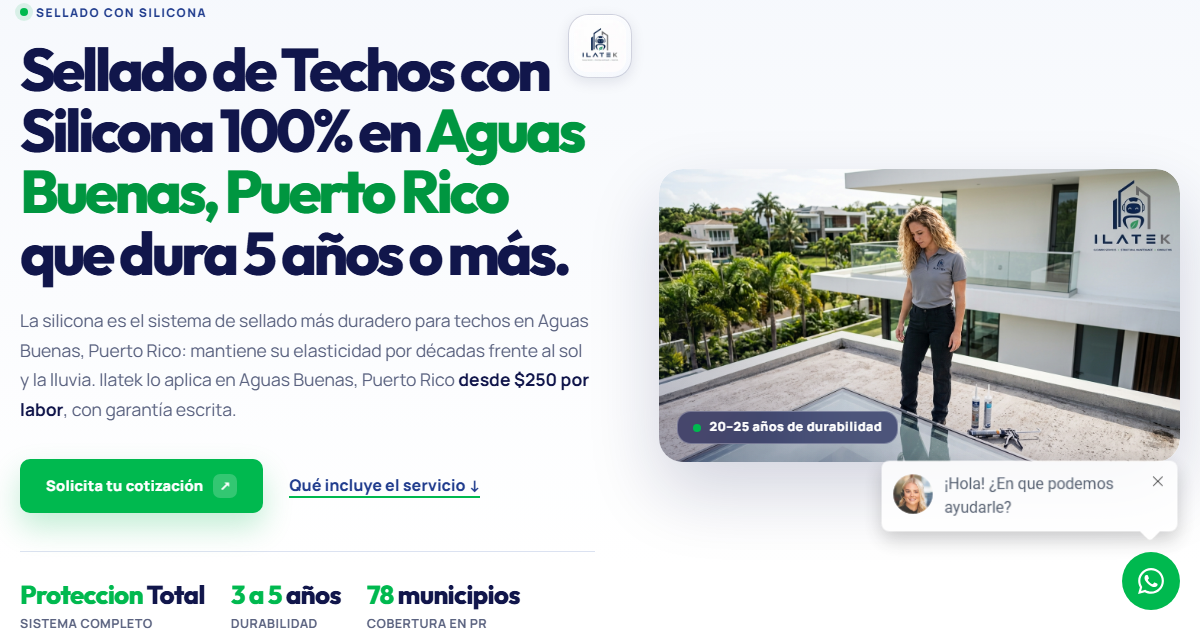 SELLADO CON SILICONA
ILATEK
Sellado de Techos con
Silicona 100% en Aguas
Buenas, Puerto Rico
que dura 5 años o más.
La silicona es el sistema de sellado más duradero para techos en Aguas
Buenas, Puerto Rico: mantiene su elasticidad por décadas frente al sol
y la lluvia. Ilatek lo aplica en Aguas Buenas, Puerto Rico desde $250 por
labor, con garantía escrita.
Solicita tu cotización ↗
Qué incluye el servicio ↓
Proteccion Total
SISTEMA COMPLETO
3 a 5 años
DURABILIDAD
78 municipios
COBERTURA EN PR
ILATEK
20–25 años de durabilidad
¡Hola! ¿En que podemos
ayudarle?